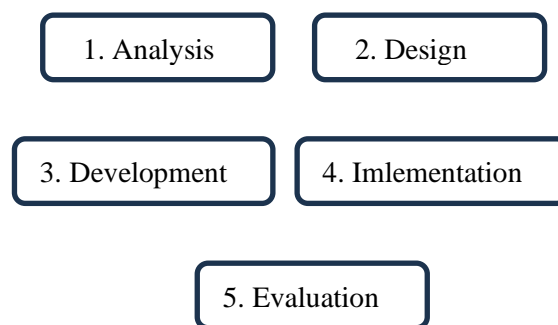 1. Analysis
2. Design
3. Development
4. Imlementation
5. Evaluation